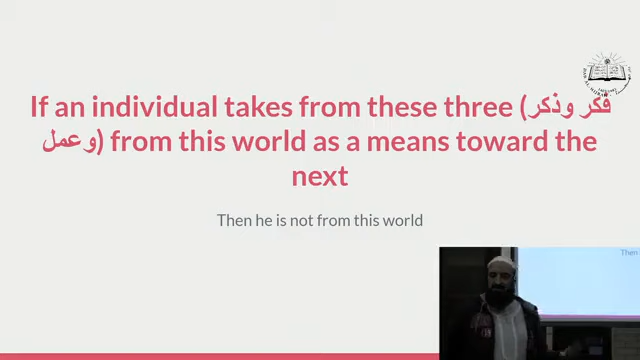 If an individual takes from these three (فكر وذكر
وعمل) from this world as a means toward the
next
Then he is not from this world
Then